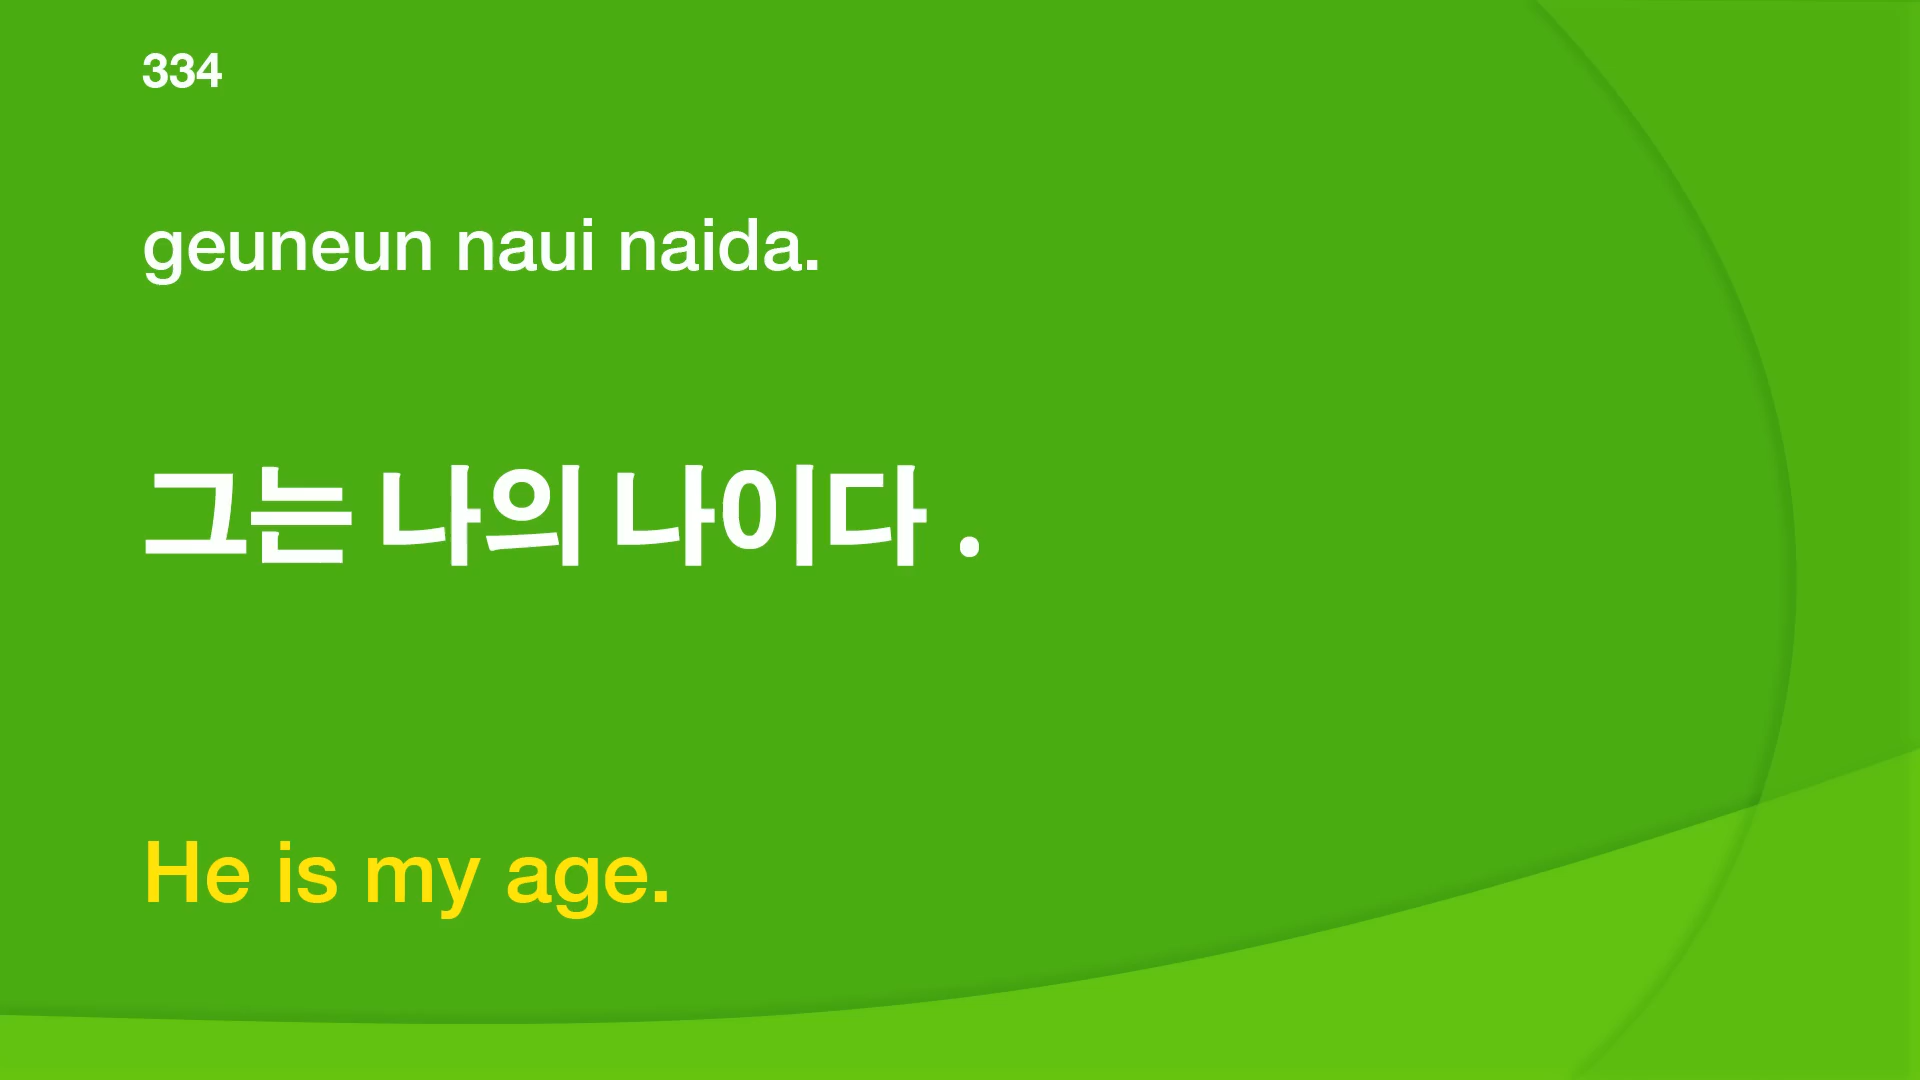 334
geuneun naui naida.
그는 나의 나이다 .
He is my age.